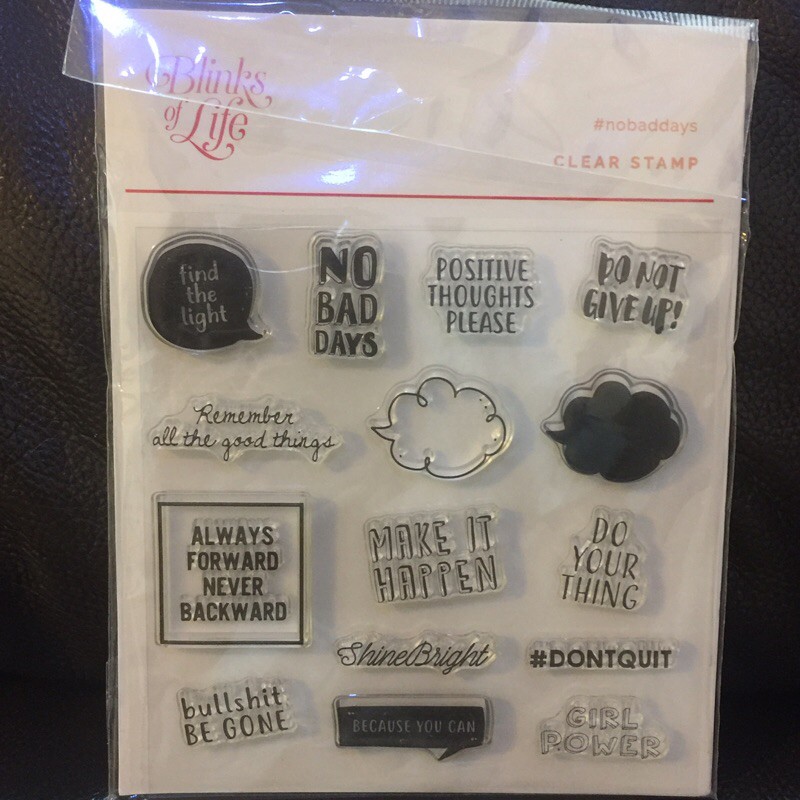 Blinks
of Life
#nobaddays
CLEAR STAMP
find
the
light
NO
BAD
DAYS
POSITIVE
THOUGHTS
PLEASE
DO NOT
GIVE UP!
Remember
all the good things
ALWAYS
FORWARD
NEVER
BACKWARD
MAKE IT
HAPPEN
DO
YOUR
THING
ShineBright
#DONTQUIT
bullshit
BE GONE
BECAUSE YOU CAN
GIRL
POWER